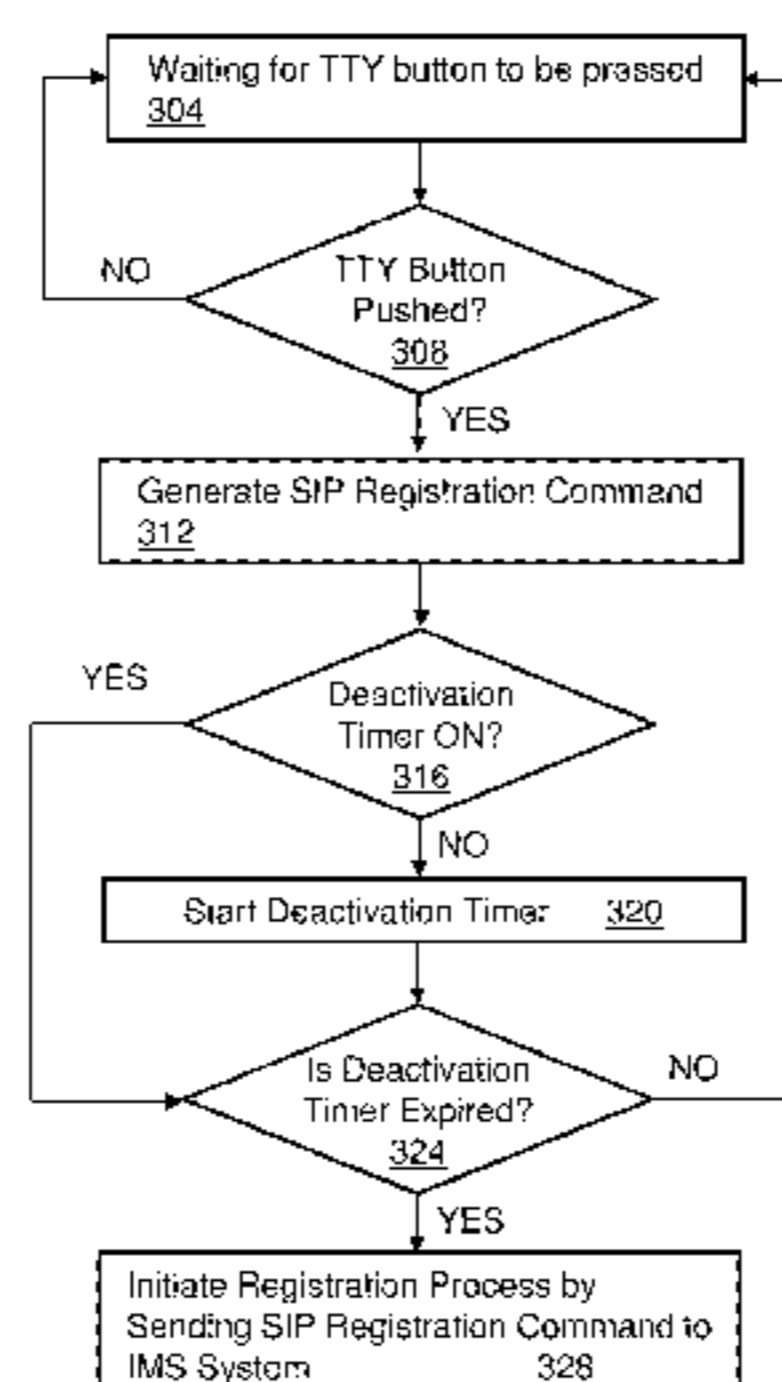 Waiting for TTY button to be pressed
304
NO
TTY Button
Pushed?
308
YES
Generate SIP Registration Command
312
YES
Deactivation
Timer ON?
316
NO
Start Deactivation Timer 320
Is Deactivation
Timer Expired?
324
NO
YES
Initiate Registration Process by
Sending SIP Registration Command to
IMS System 328